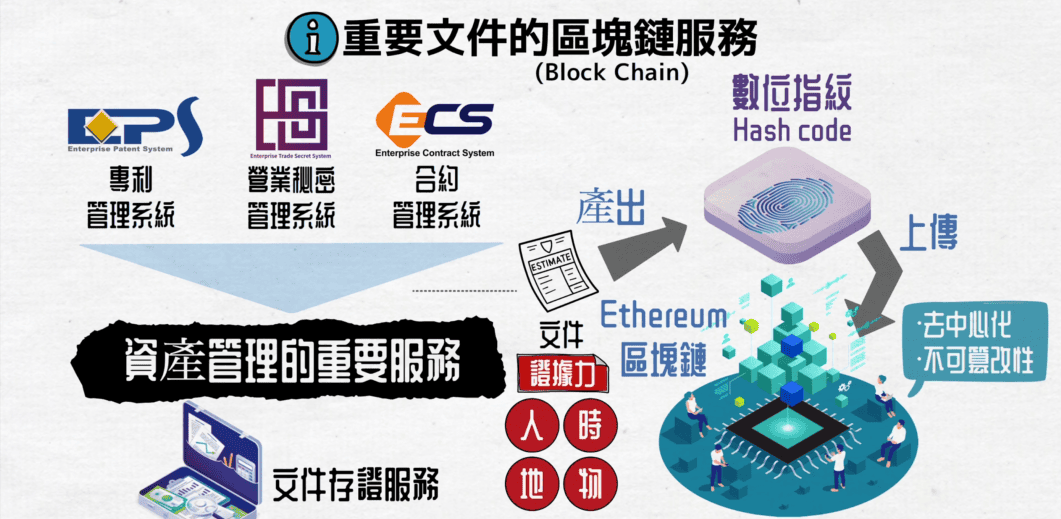 重要文件的區塊鏈服務
(Block Chain)
EPS
Enterprise Patent System
專利
管理系統
ETSS
Enterprise Trade Secret System
營業秘密
管理系統
ECS
Enterprise Contract System
合約
管理系統
數位指紋
Hash code
產出
上傳
ESTIMATE
文件
證據力
人
時
地
物
Ethereum
區塊鏈
·去中心化
·不可竄改性
資產管理的重要服務
文件存證服務